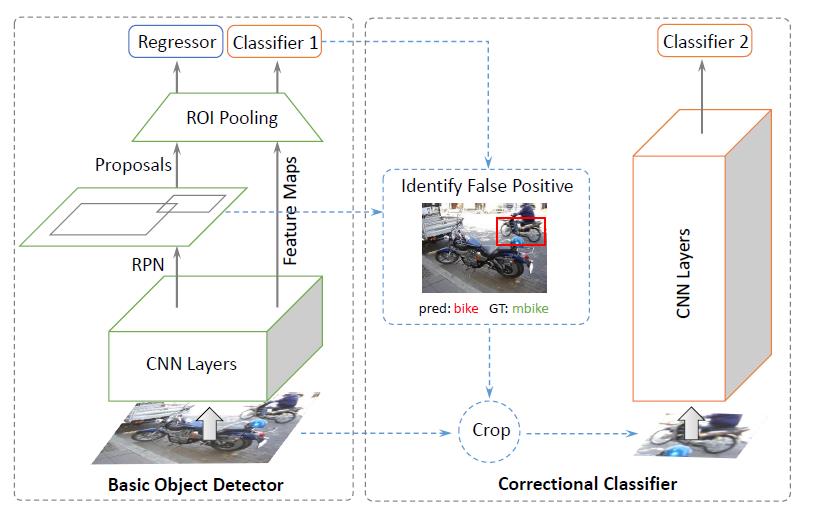 Regressor
Classifier 1
ROI Pooling
Proposals
Feature Maps
RPN
CNN Layers
Basic Object Detector
Identify False Positive
pred: bike GT: mbike
Crop
Classifier 2
CNN Layers
Correctional Classifier